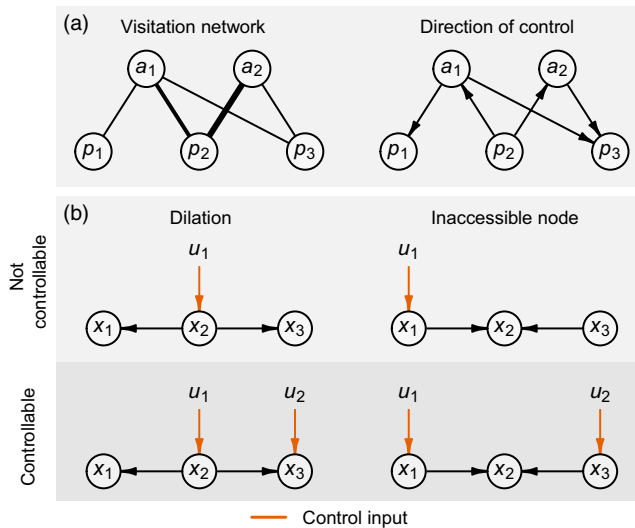 (a) Visitation network Direction of control
a1 a2 a1 a2
p1 p2 p3 p1 p2 p3
(b) Dilation Inaccessible node
Not controllable
u1 u1
x1 x2 x3 x1 x2 x3
Controllable
u1 u2 u1 u2
x1 x2 x3 x1 x2 x3
Control input